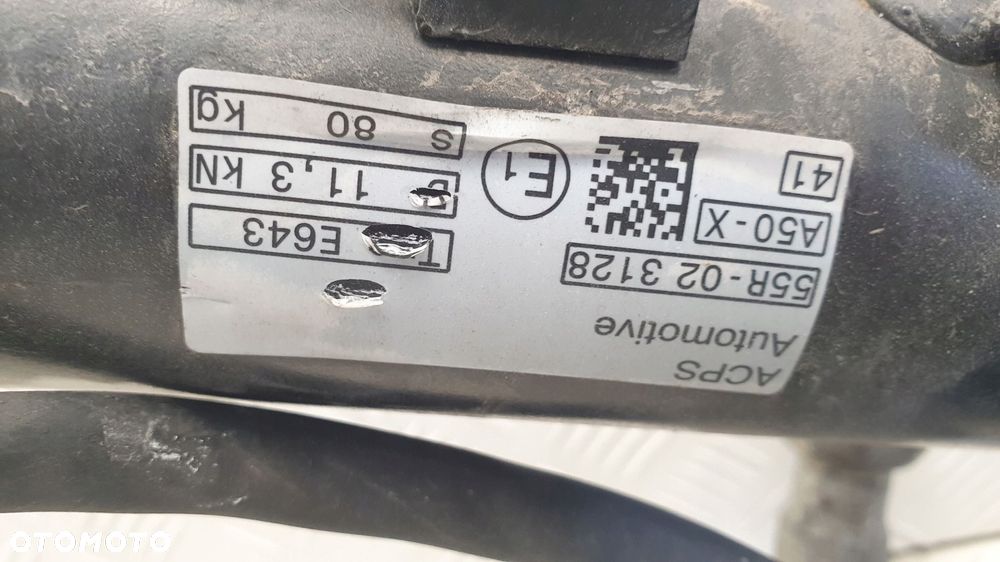 ACPS
Automotive
55R-02 3128
A50-X
41
E1
T E643
D 11,3 kN
S 80 kg
OTOMOTO